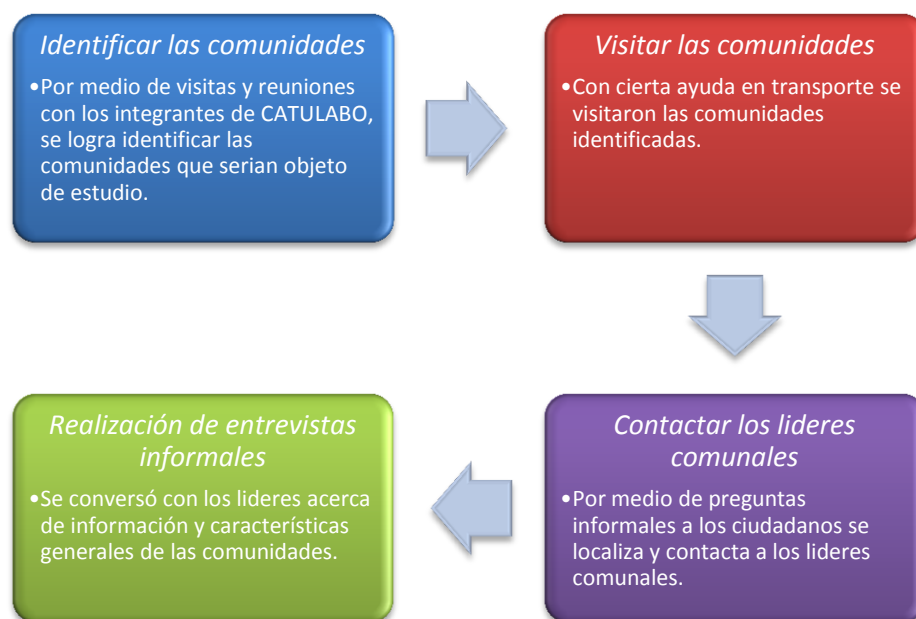 Identificar las comunidades
•Por medio de visitas y reuniones
con los integrantes de CATULABO,
se logra identificar las
comunidades que serian objeto
de estudio.
Visitar las comunidades
•Con cierta ayuda en transporte se
visitaron las comunidades
identificadas.
Contactar los lideres
comunales
•Por medio de preguntas
informales a los ciudadanos se
localiza y contacta a los lideres
comunales.
Realización de entrevistas
informales
•Se conversó con los lideres acerca
de información y características
generales de las comunidades.